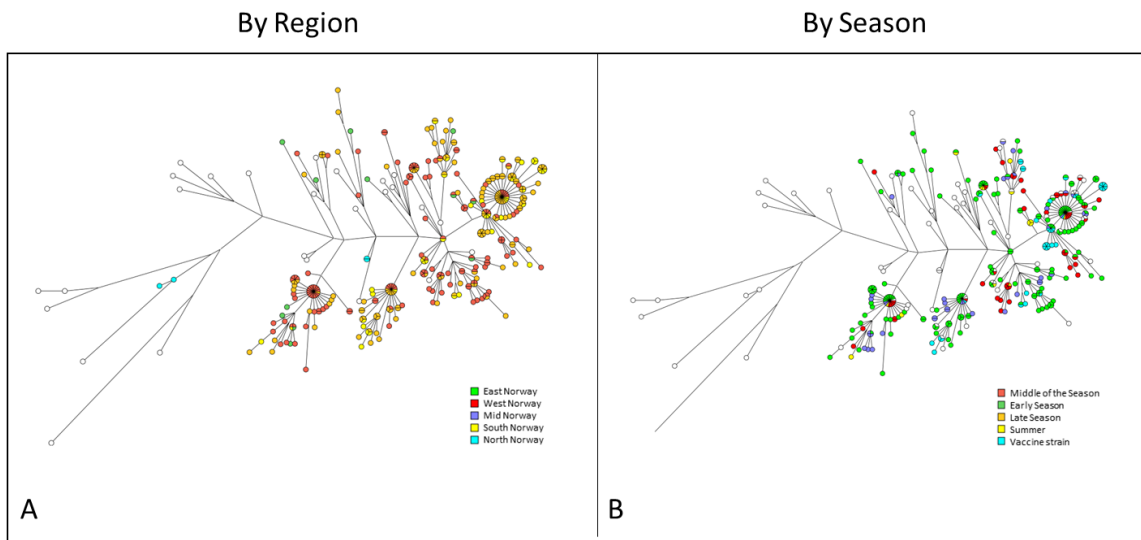 By Region
By Season
East Norway
West Norway
Mid Norway
South Norway
North Norway
A
Middle of the Season
Early Season
Late Season
Summer
Vaccine strain
B